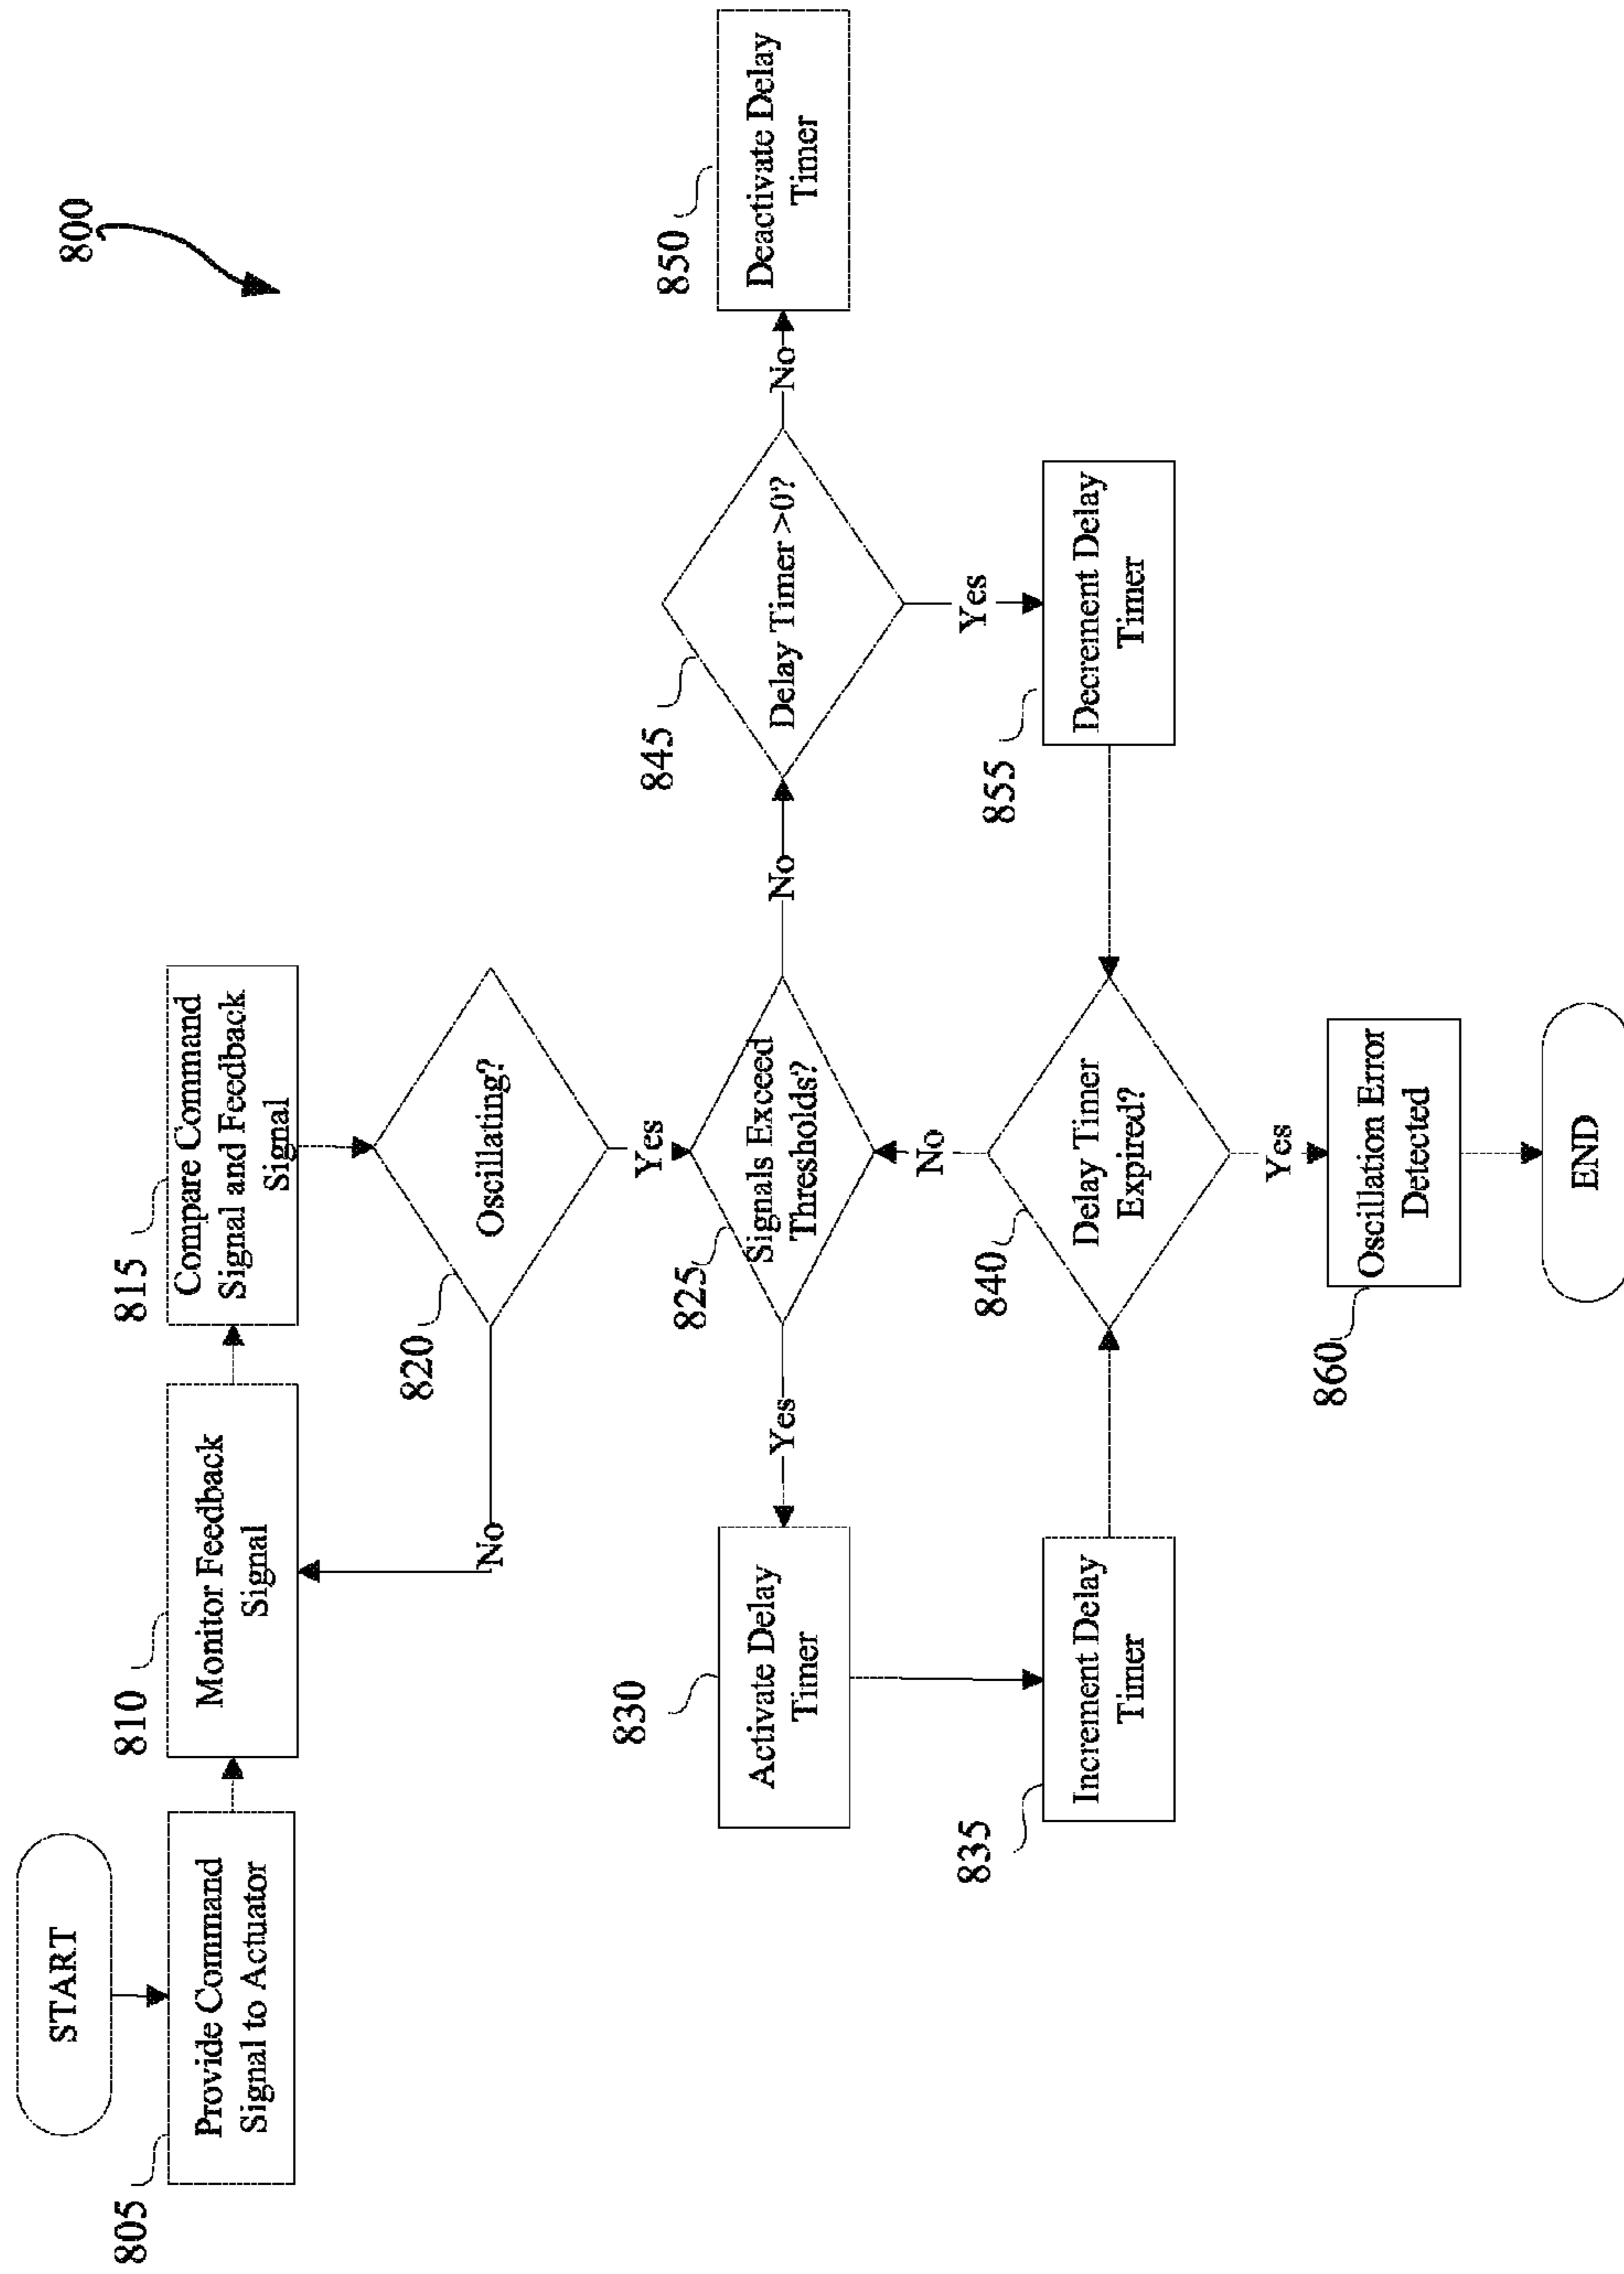 800
START
805
Provide Command
Signal to Actuator
810
Monitor Feedback
Signal
815
Compare Command
Signal and Feedback
Signal
820
Oscillating?
No
Yes
825
Signals Exceed
Thresholds?
Yes
No
830
Activate Delay
Timer
835
Increment Delay
Timer
840
Delay Timer
Expired?
No
Yes
845
Delay Timer >0?
No
Yes
850
Deactivate Delay
Timer
855
Decrement Delay
Timer
860
Oscillation Error
Detected
END